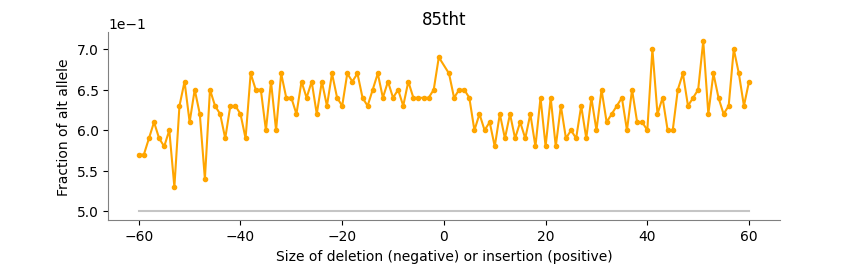 85tht
1e−1
Fraction of alt allele
7.0
6.5
6.0
5.5
5.0
−60 −40 −20 0 20 40 60
Size of deletion (negative) or insertion (positive)